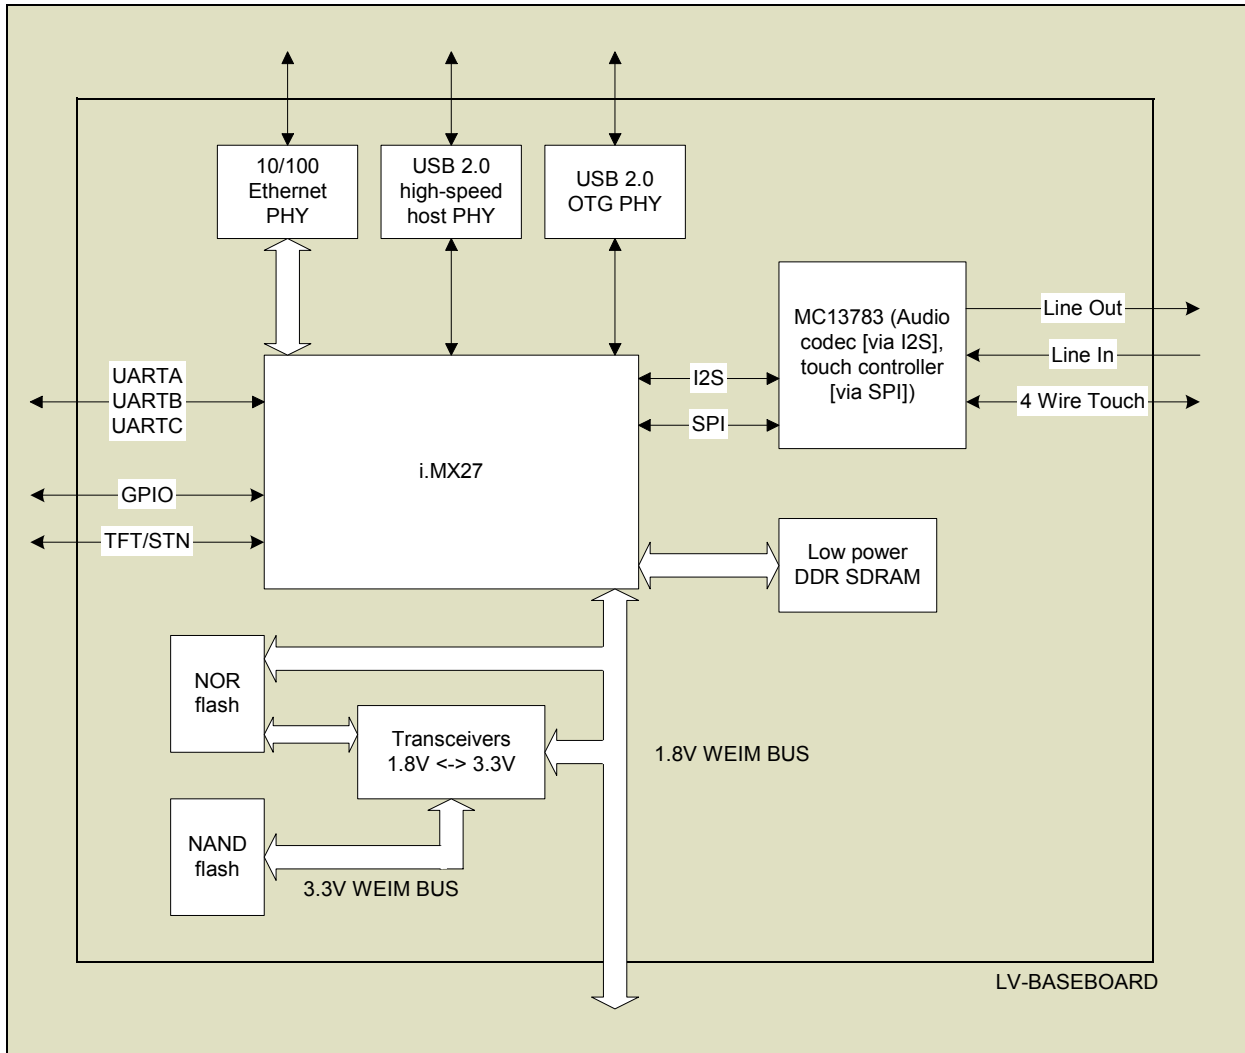 10/100
Ethernet
PHY
USB 2.0
high-speed
host PHY
USB 2.0
OTG PHY
MC13783 (Audio
codec [via I2S],
touch controller
[via SPI])
Line Out
Line In
4 Wire Touch
I2S
SPI
UARTA
UARTB
UARTC
GPIO
TFT/STN
i.MX27
Low power
DDR SDRAM
NOR
flash
Transceivers
1.8V <-> 3.3V
1.8V WEIM BUS
NAND
flash
3.3V WEIM BUS
LV-BASEBOARD